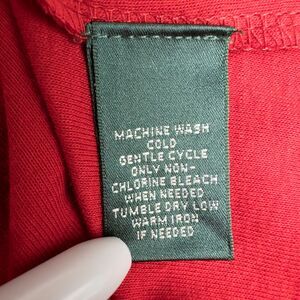 MACHINE WASH
COLD
GENTLE CYCLE
ONLY NON-
CHLORINE BLEACH
WHEN NEEDED
TUMBLE DRY LOW
WARM IRON
IF NEEDED